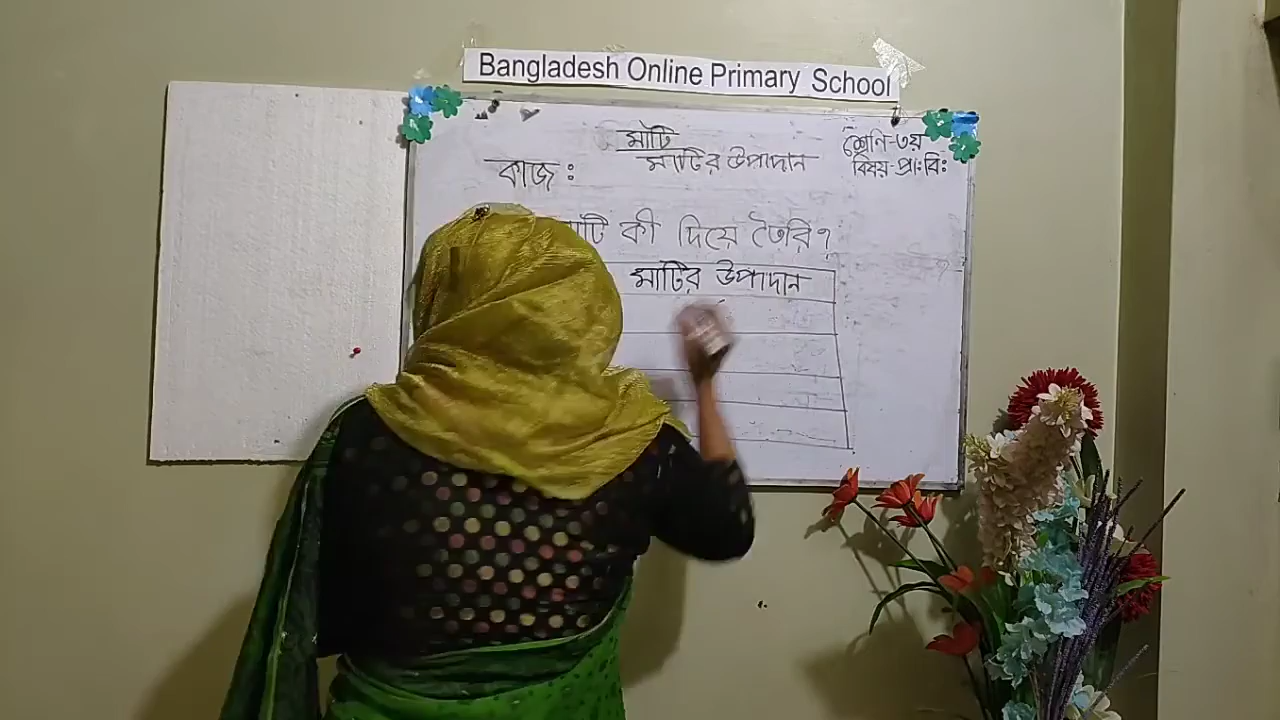 Bangladesh Online Primary School
মাটি
মাটির উপাদান
শ্রেনি-৩য়
বিষয়-প্রা:বি:
কাজ:
মাটি কী দিয়ে তৈরি?
মাটির উপাদান